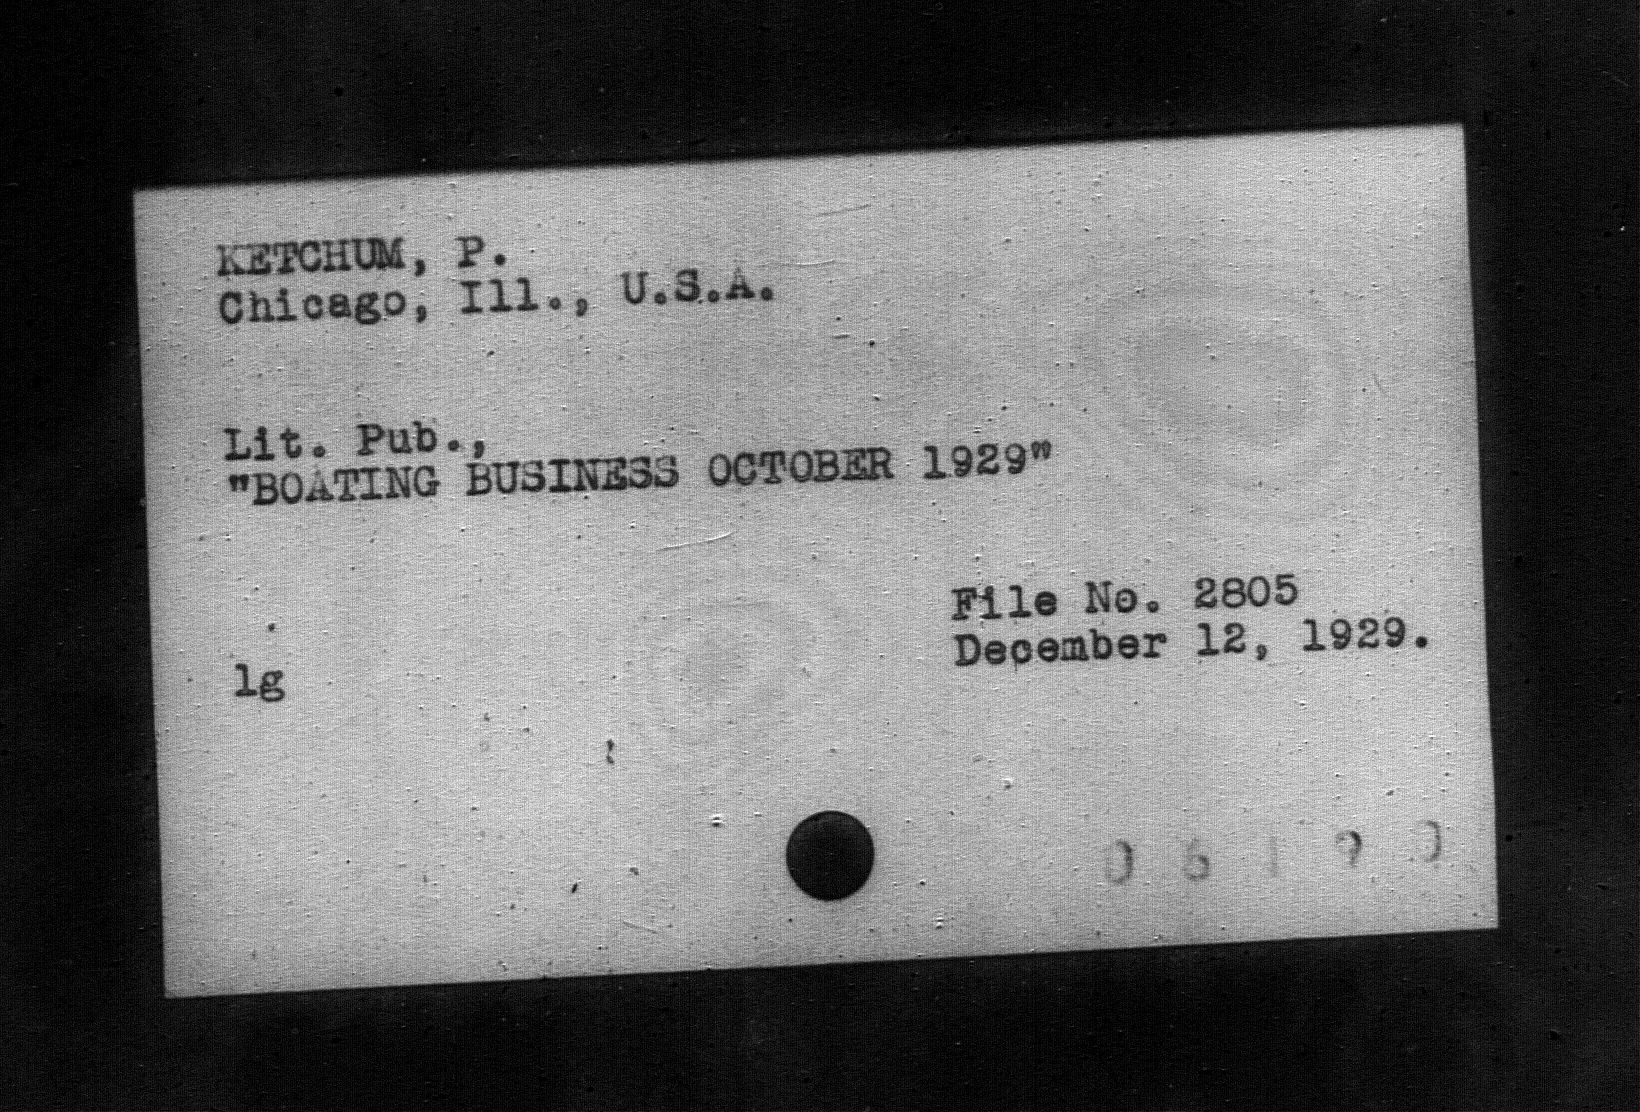 KETCHUM, P.
Chicago, Ill., U.S.A.
Lit. Pub.,
"BOATING BUSINESS OCTOBER 1929"
File No. 2805
December 12, 1929.
lg